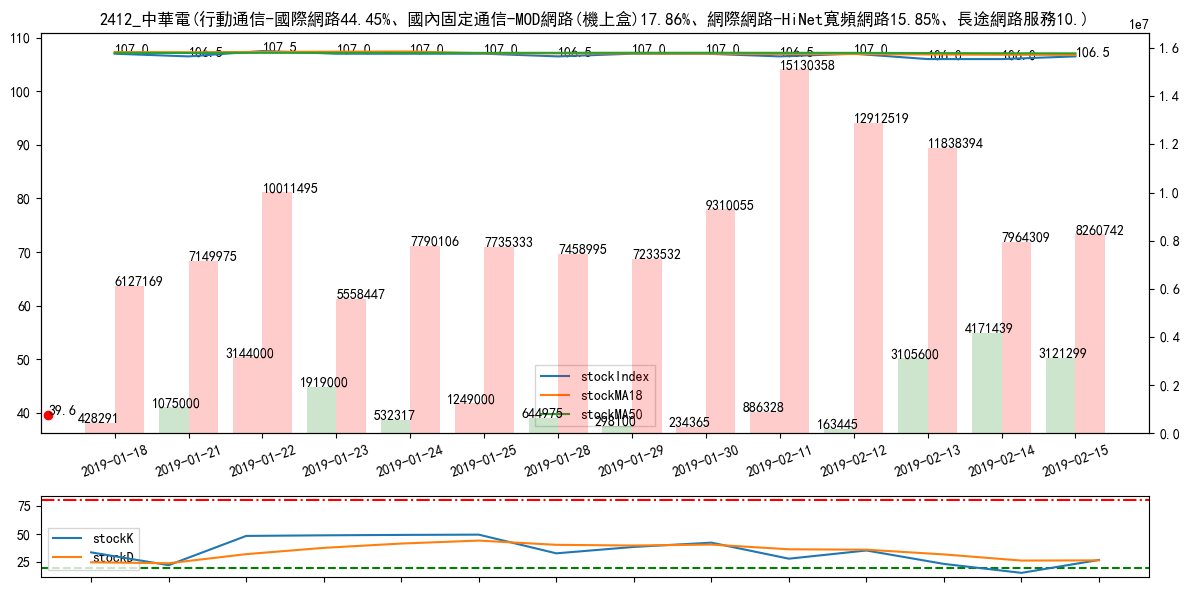 2412_中華電(行動通信-國際網路44.45%、國內固定通信-MOD網路(機上盒)17.86%、網際網路-HiNet寬頻網路15.85%、長途網路服務10.)
1e7
110
100
90
80
70
60
50
40
1.6
1.4
1.2
1.0
0.8
0.6
0.4
0.2
0.0
107.0 106.5 107.5 107.0 107.0 107.0 106.5 107.0 107.0 106.5 107.0 106.0 106.0 106.5
6127169 7149975 10011495 5558447 7790106 7735333 7458995 7233532 9310055 15130358 12912519 11838394 7964309 8260742
428291 1075000 3144000 1919000 532317 1249000 644975 298100 234365 886328 163445 3105600 4171439 3121299
39.6
stockIndex
stockMA18
stockMA50
2019-01-18 2019-01-21 2019-01-22 2019-01-23 2019-01-24 2019-01-25 2019-01-28 2019-01-29 2019-01-30 2019-02-11 2019-02-12 2019-02-13 2019-02-14 2019-02-15
75
50
25
stockK
stockD